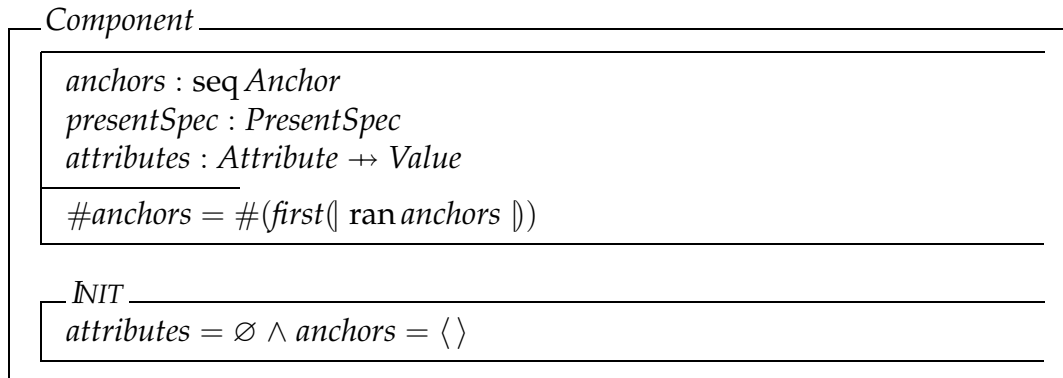 Component
anchors : seq Anchor
presentSpec : PresentSpec
attributes : Attribute ⇸ Value
#anchors = #(first⦇ ran anchors ⦈)
INIT
attributes = ∅ ∧ anchors = ⟨ ⟩